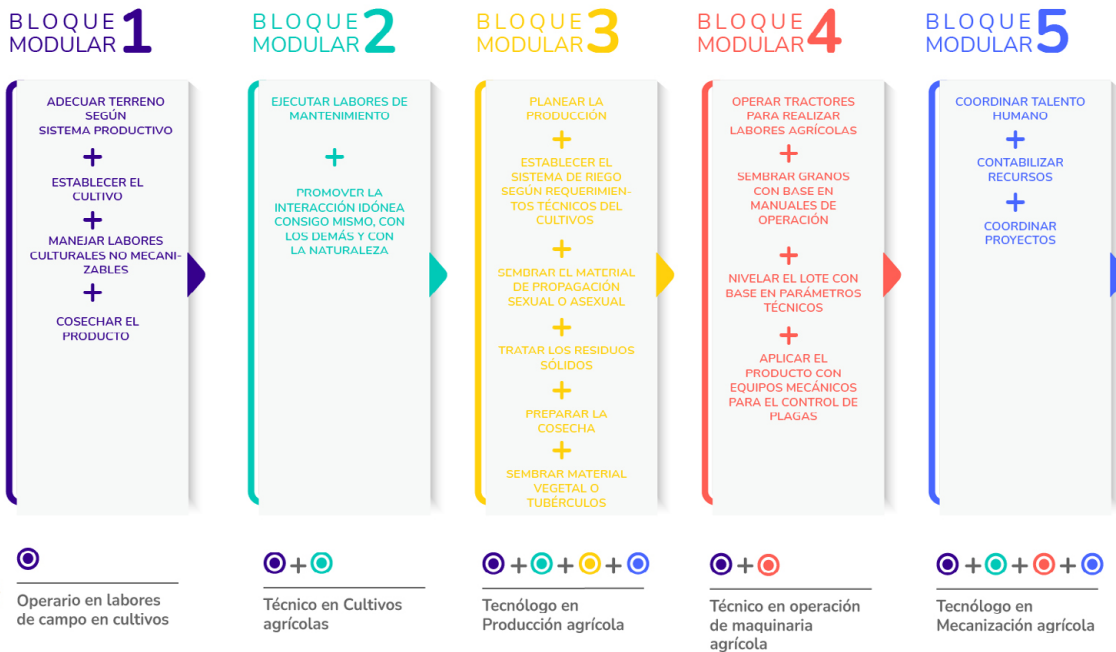 BLOQUE
MODULAR 1
ADECUAR TERRENO
SEGÚN
SISTEMA PRODUCTIVO
+
ESTABLECER EL
CULTIVO
+
MANEJAR LABORES
CULTURALES NO MECANI-
ZABLES
+
COSECHAR EL
PRODUCTO
Operario en labores
de campo en cultivos
BLOQUE
MODULAR 2
EJECUTAR LABORES DE
MANTENIMIENTO
+
PROMOVER LA
INTERACCIÓN IDÓNEA
CONSIGO MISMO, CON
LOS DEMÁS Y CON
LA NATURALEZA
+
Técnico en Cultivos
agrícolas
BLOQUE
MODULAR 3
PLANEAR LA
PRODUCCIÓN
+
ESTABLECER EL
SISTEMA DE RIEGO
SEGÚN REQUERIMIEN-
TOS TÉCNICOS DEL
CULTIVOS
+
SEMBRAR EL MATERIAL
DE PROPAGACIÓN
SEXUAL O ASEXUAL
+
TRATAR LOS RESIDUOS
SÓLIDOS
+
PREPARAR LA
COSECHA
+
SEMBRAR MATERIAL
VEGETAL O
TUBÉRCULOS
+ + +
Tecnólogo en
Producción agrícola
BLOQUE
MODULAR 4
OPERAR TRACTORES
PARA REALIZAR
LABORES AGRÍCOLAS
+
SEMBRAR GRANOS
CON BASE EN
MANUALES DE
OPERACIÓN
+
NIVELAR EL LOTE CON
BASE EN PARÁMETROS
TÉCNICOS
+
APLICAR EL
PRODUCTO CON
EQUIPOS MECÁNICOS
PARA EL CONTROL DE
PLAGAS
+
Técnico en operación
de maquinaria
agrícola
BLOQUE
MODULAR 5
COORDINAR TALENTO
HUMANO
+
CONTABILIZAR
RECURSOS
+
COORDINAR
PROYECTOS
+ + +
Tecnólogo en
Mecanización agrícola